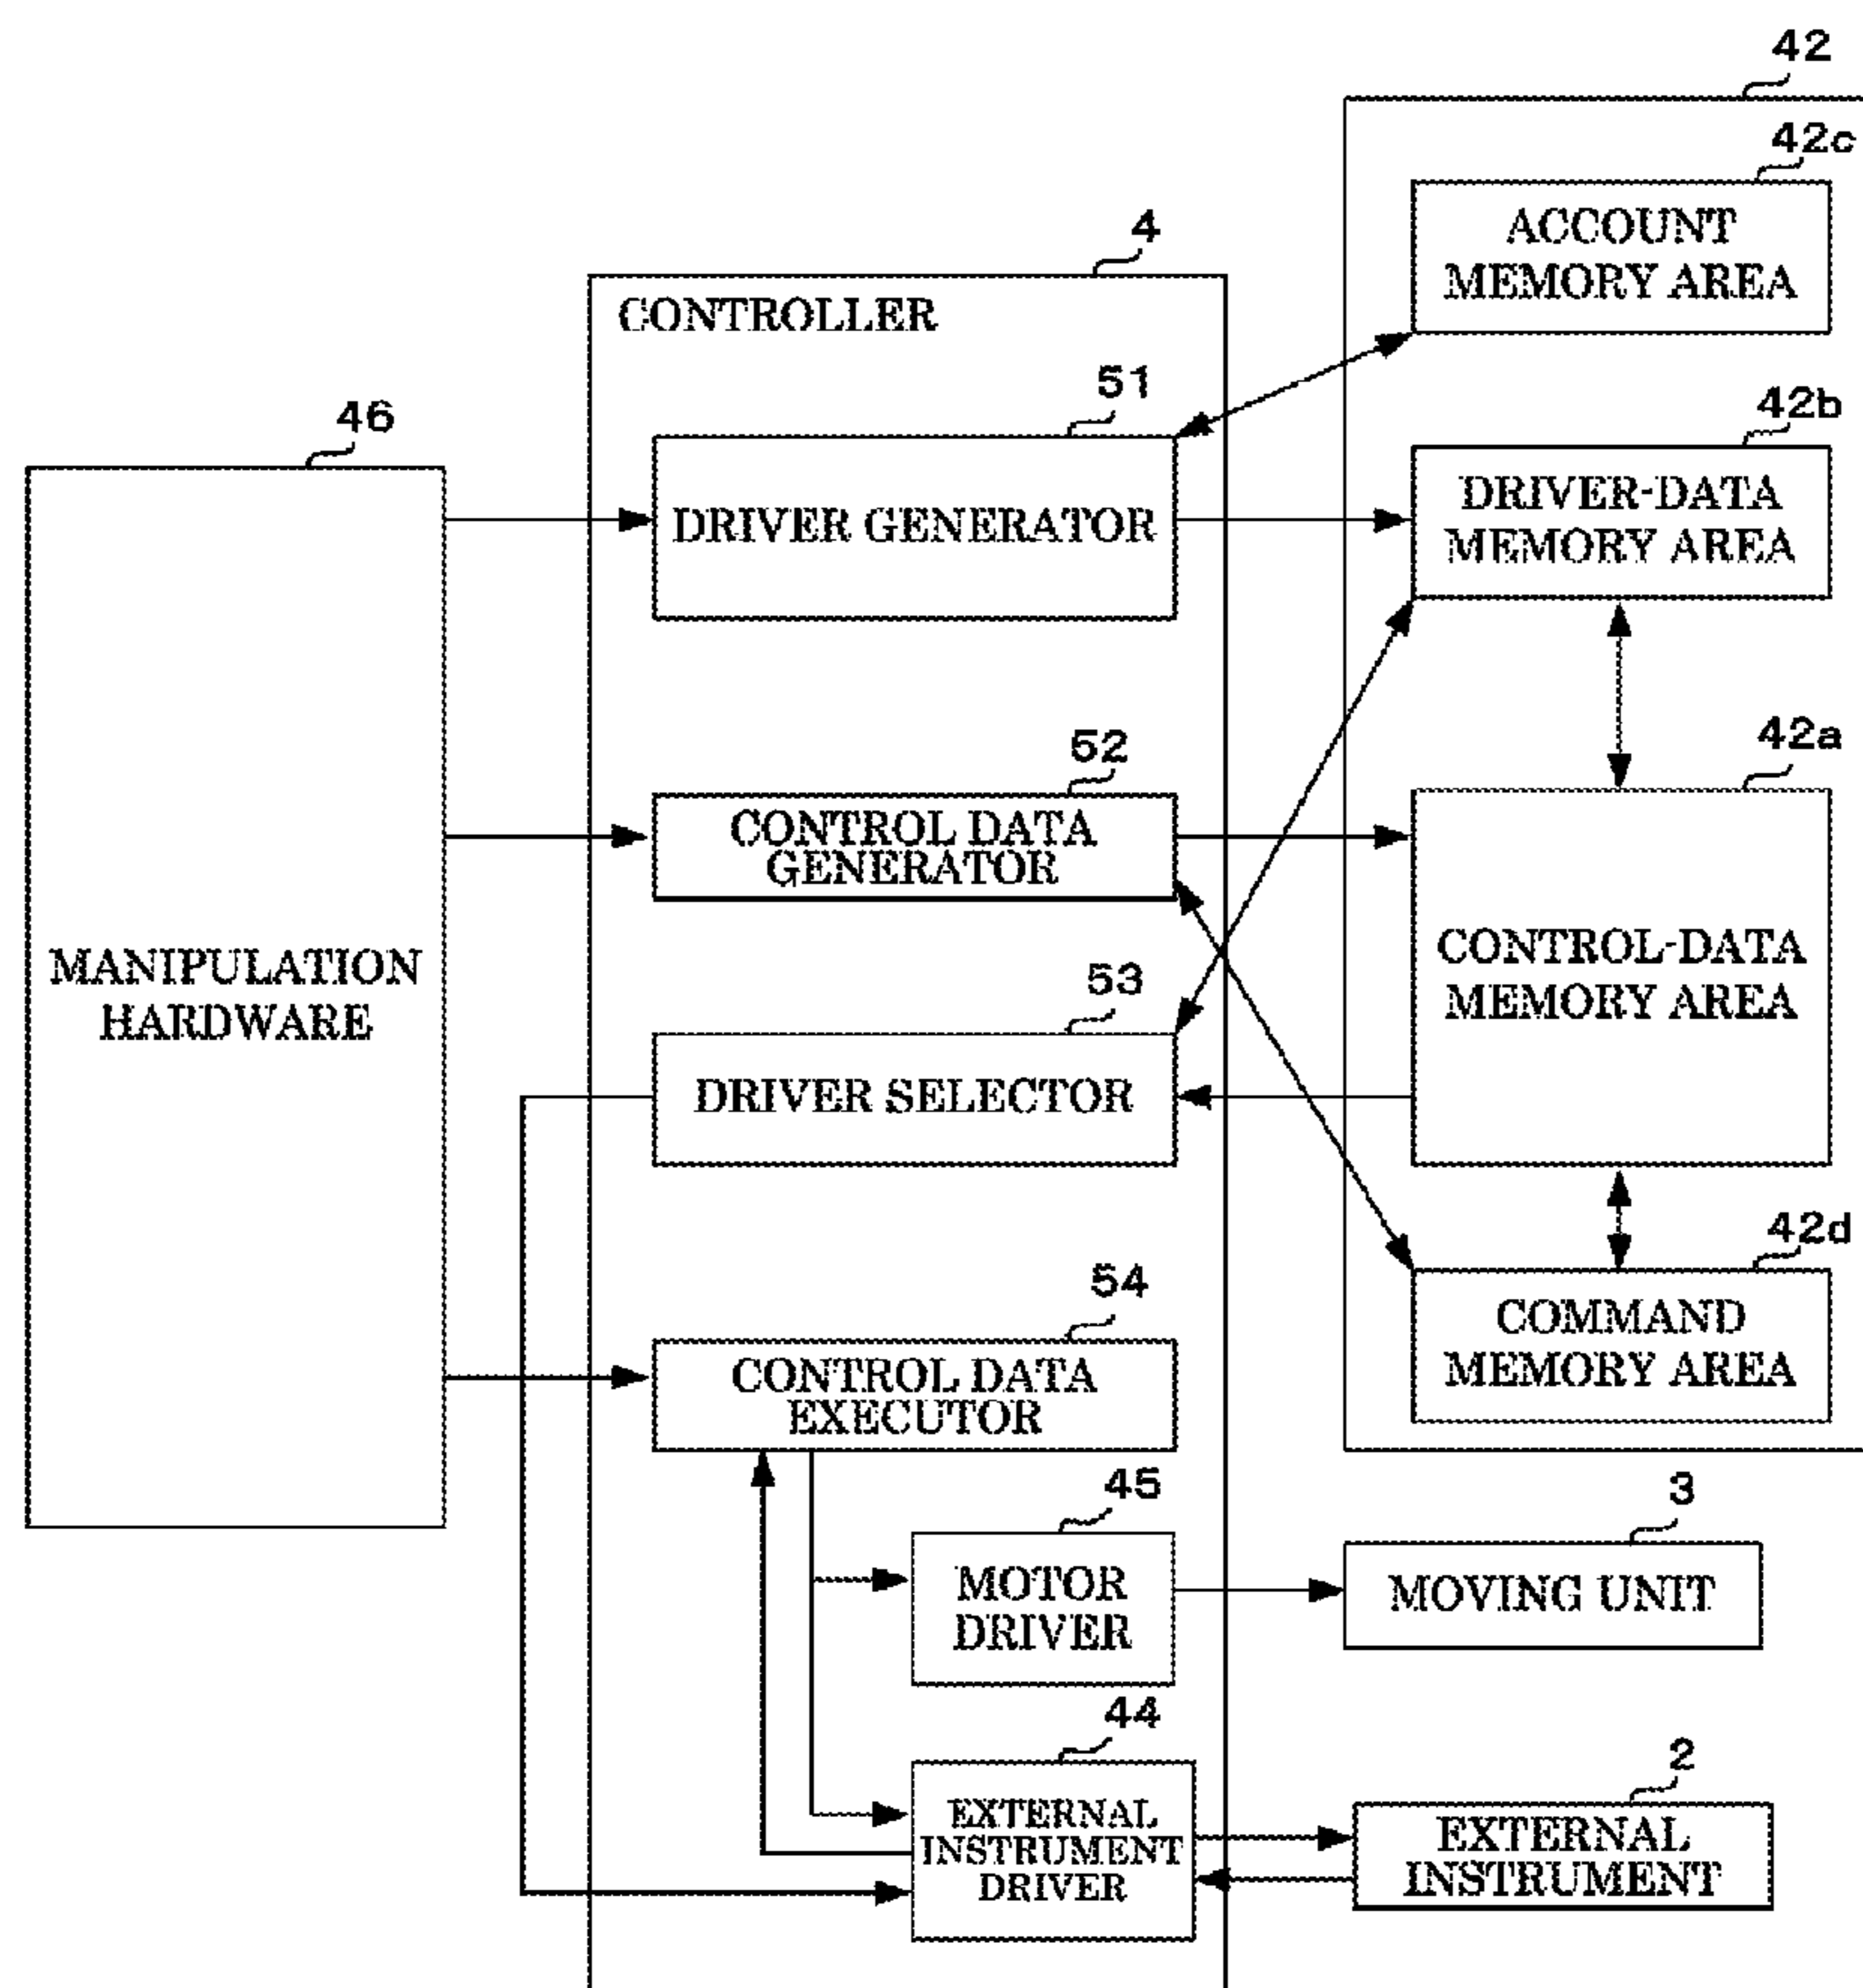 42
42c
ACCOUNT
MEMORY AREA
4
CONTROLLER
51
DRIVER GENERATOR
42b
DRIVER-DATA
MEMORY AREA
46
MANIPULATION
HARDWARE
52
CONTROL DATA
GENERATOR
42a
CONTROL-DATA
MEMORY AREA
53
DRIVER SELECTOR
42d
COMMAND
MEMORY AREA
54
CONTROL DATA
EXECUTOR
45
MOTOR
DRIVER
3
MOVING UNIT
44
EXTERNAL
INSTRUMENT
DRIVER
2
EXTERNAL
INSTRUMENT